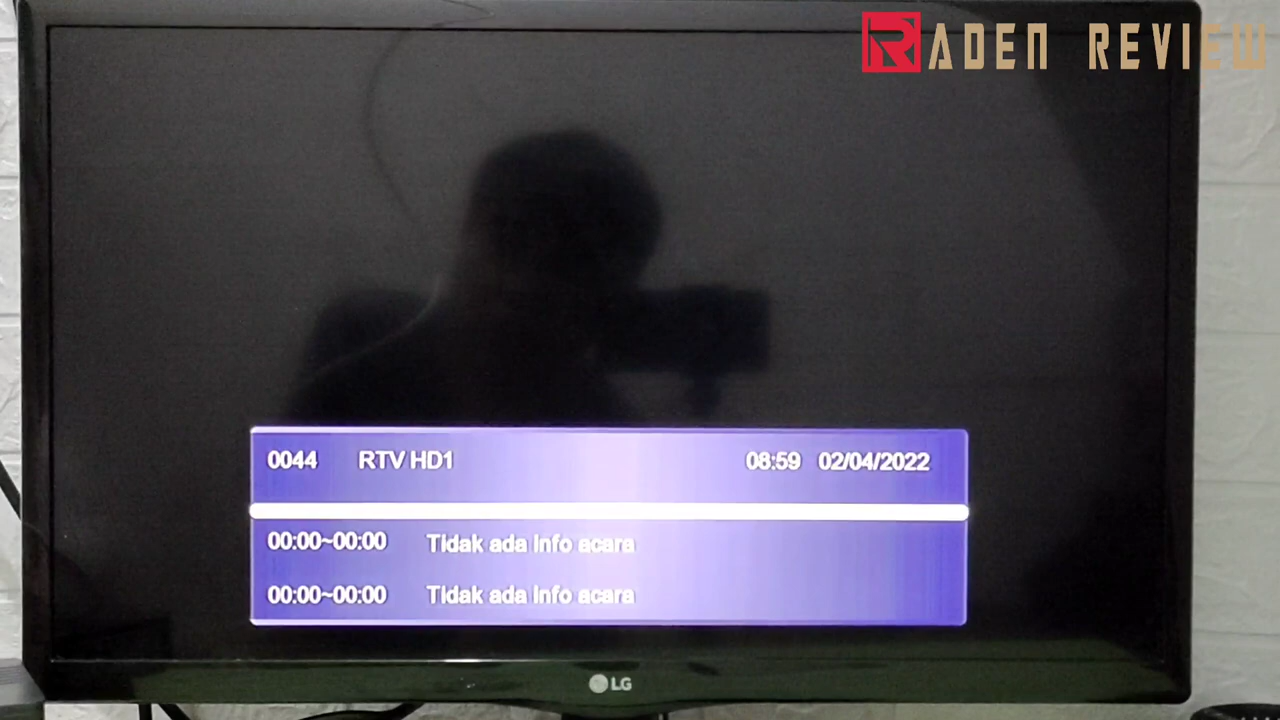 RADEN REVIEW
0044 RTV HD1 08:59 02/04/2022
00:00~00:00 Tidak ada info acara
00:00~00:00 Tidak ada info acara
LG